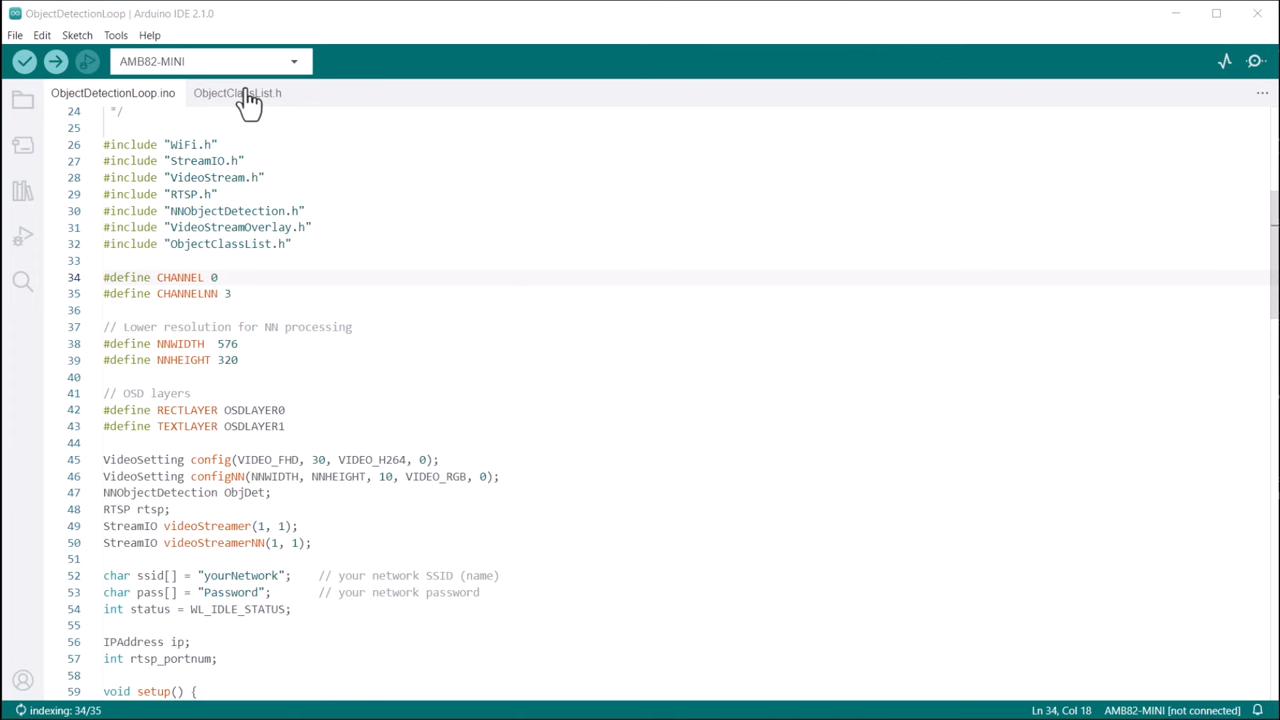 ObjectDetectionLoop | Arduino IDE 2.1.0
File Edit Sketch Tools Help
AMB82-MINI
ObjectDetectionLoop.ino ObjectClassList.h
24 */
25
26 #include "WiFi.h"
27 #include "StreamIO.h"
28 #include "VideoStream.h"
29 #include "RTSP.h"
30 #include "NNObjectDetection.h"
31 #include "VideoStreamOverlay.h"
32 #include "ObjectClassList.h"
33
34 #define CHANNEL 0
35 #define CHANNELNN 3
36
37 // Lower resolution for NN processing
38 #define NNWIDTH  576
39 #define NNHEIGHT 320
40
41 // OSD layers
42 #define RECTLAYER OSDLAYER0
43 #define TEXTLAYER OSDLAYER1
44
45 VideoSetting config(VIDEO_FHD, 30, VIDEO_H264, 0);
46 VideoSetting configNN(NNWIDTH, NNHEIGHT, 10, VIDEO_RGB, 0);
47 NNObjectDetection ObjDet;
48 RTSP rtsp;
49 StreamIO videoStreamer(1, 1);
50 StreamIO videoStreamerNN(1, 1);
51
52 char ssid[] = "yourNetwork";    // your network SSID (name)
53 char pass[] = "Password";       // your network password
54 int status = WL_IDLE_STATUS;
55
56 IPAddress ip;
57 int rtsp_portnum;
58
59 void setup() {
indexing: 34/35 Ln 34, Col 18 AMB82-MINI [not connected]